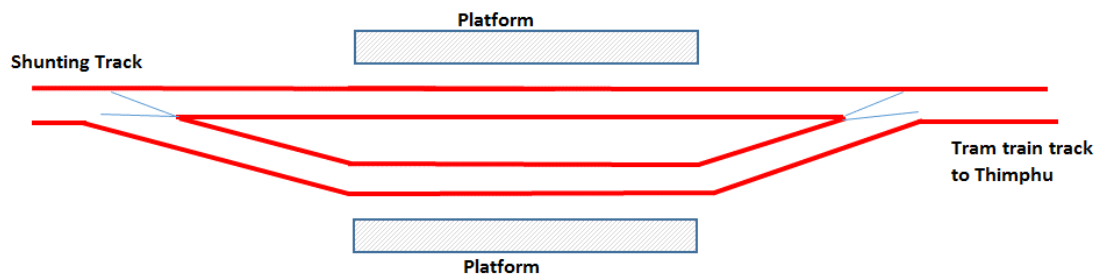 Platform
Shunting Track
Tram train track
to Thimphu
Platform